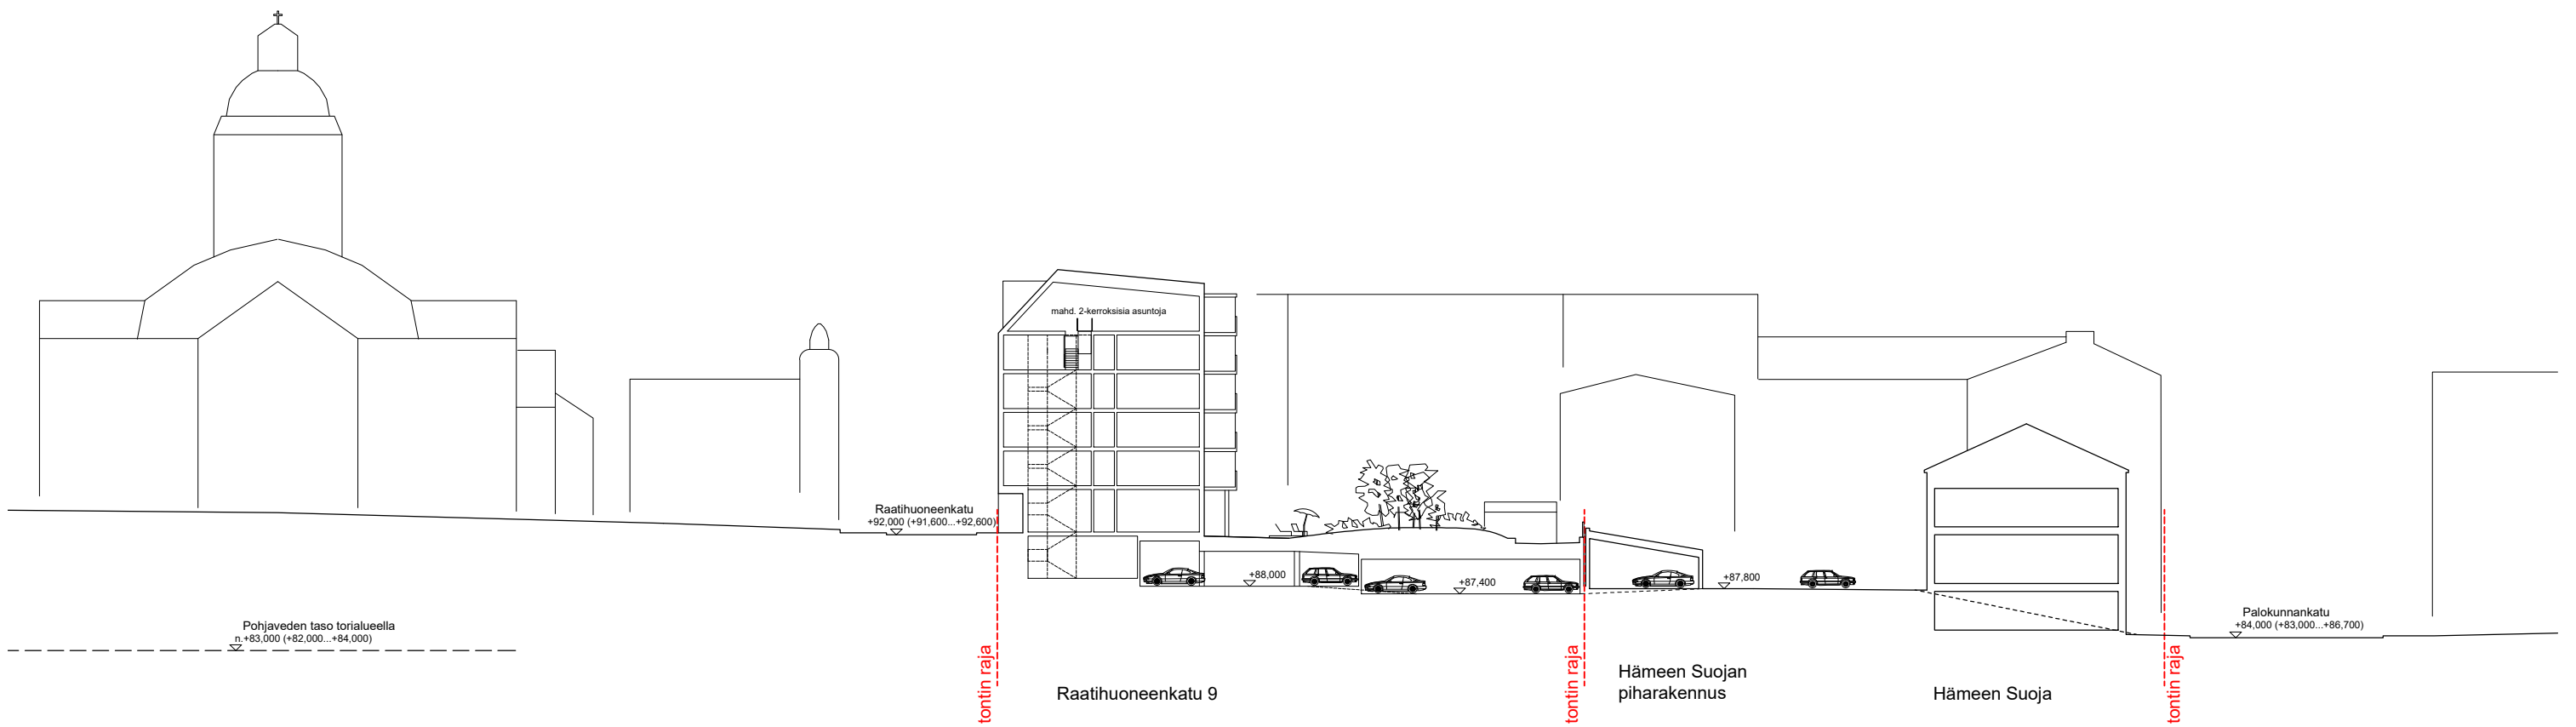 mahd. 2-kerroksisia asuntoja
Raatihuoneenkatu
+92,000 (+91,600...+92,600)
+88,000
+87,400
+87,800
Pohjaveden taso torialueella
n.+83,000 (+82,000...+84,000)
Palokunnankatu
+84,000 (+83,000...+86,700)
tontin raja
Raatihuoneenkatu 9
tontin raja
Hämeen Suojan
piharakennus
Hämeen Suoja
tontin raja